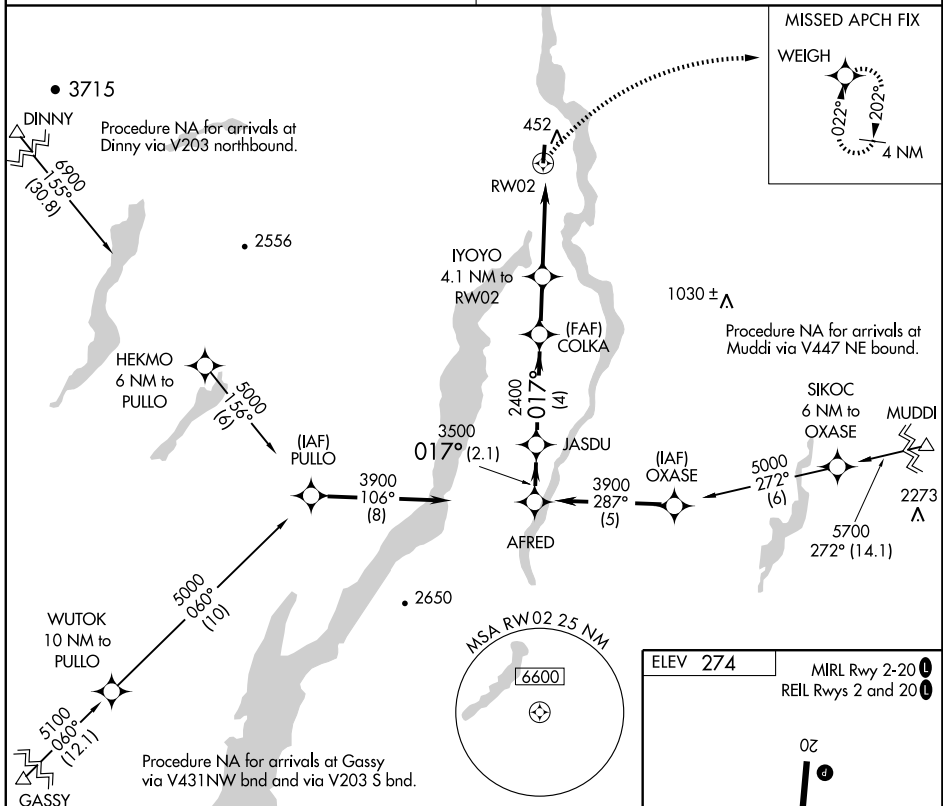 MISSED APCH FIX
WEIGH
022°
202°
4 NM
3715
DINNY
Procedure NA for arrivals at
Dinny via V203 northbound.
6900
155°
(30.8)
452
RW02
2556
IYOYO
4.1 NM to
RW02
1030 ±
(FAF)
COLKA
Procedure NA for arrivals at
Muddi via V447 NE bound.
HEKMO
6 NM to
PULLO
5000
156°
(6)
2400
017°
(4)
SIKOC
6 NM to
OXASE
MUDDI
(IAF)
PULLO
3500
017° (2.1)
JASDU
(IAF)
OXASE
5000
272°
(6)
3900
106°
(8)
3900
287°
(5)
2273
AFRED
5700
272° (14.1)
5000
060°
(10)
WUTOK
10 NM to
PULLO
2650
MSA RW02 25 NM
6600
5100
060°
(12.1)
GASSY
Procedure NA for arrivals at Gassy
via V431NW bnd and via V203 S bnd.
ELEV 274
MIRL Rwy 2-20 L
REIL Rwys 2 and 20 L
20
P